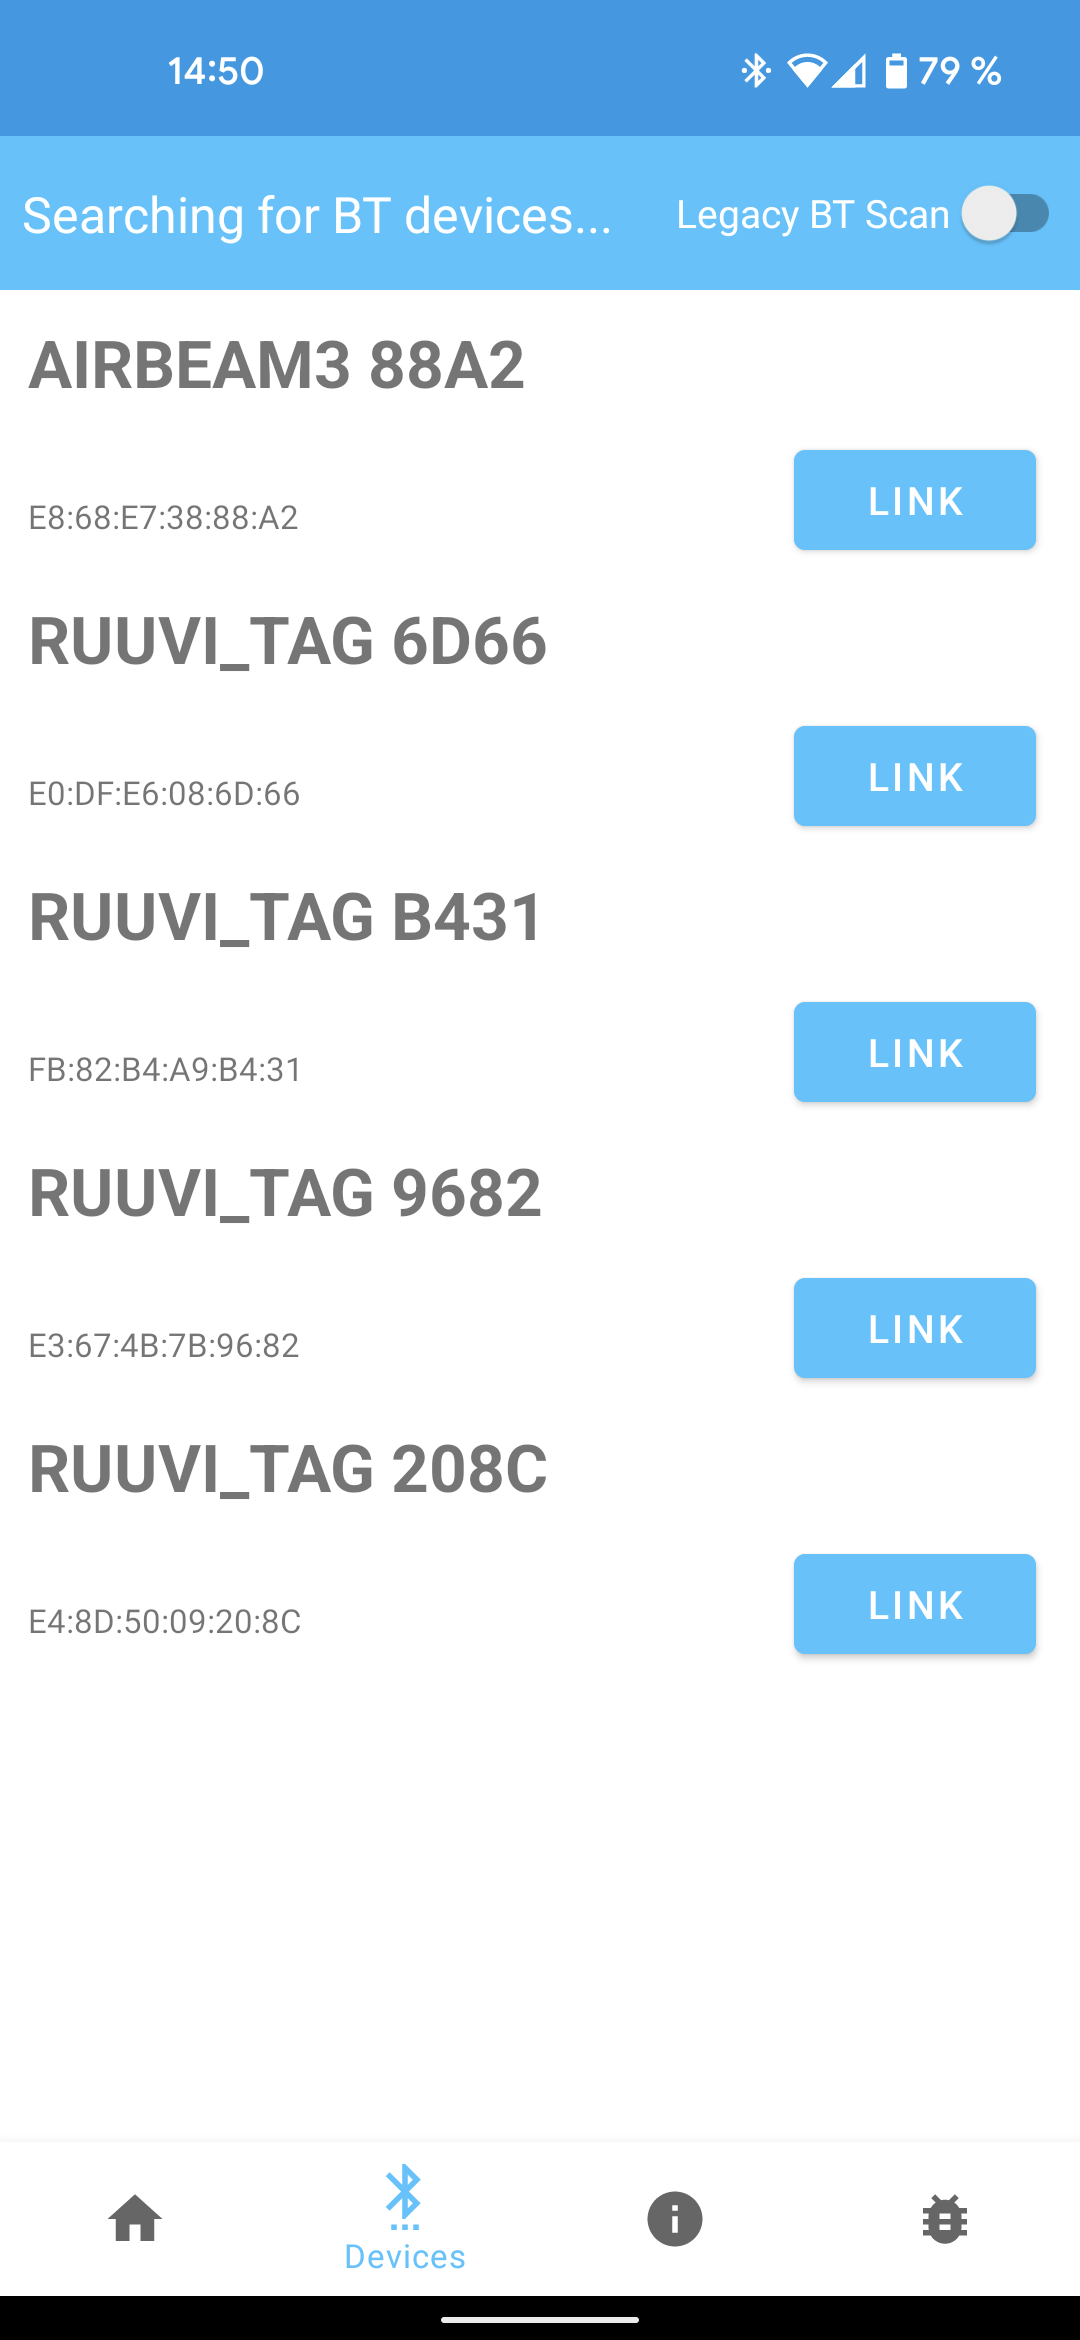 14:50 79 %
Searching for BT devices... Legacy BT Scan
AIRBEAM3 88A2
E8:68:E7:38:88:A2 LINK
RUUVI_TAG 6D66
E0:DF:E6:08:6D:66 LINK
RUUVI_TAG B431
FB:82:B4:A9:B4:31 LINK
RUUVI_TAG 9682
E3:67:4B:7B:96:82 LINK
RUUVI_TAG 208C
E4:8D:50:09:20:8C LINK
Devices